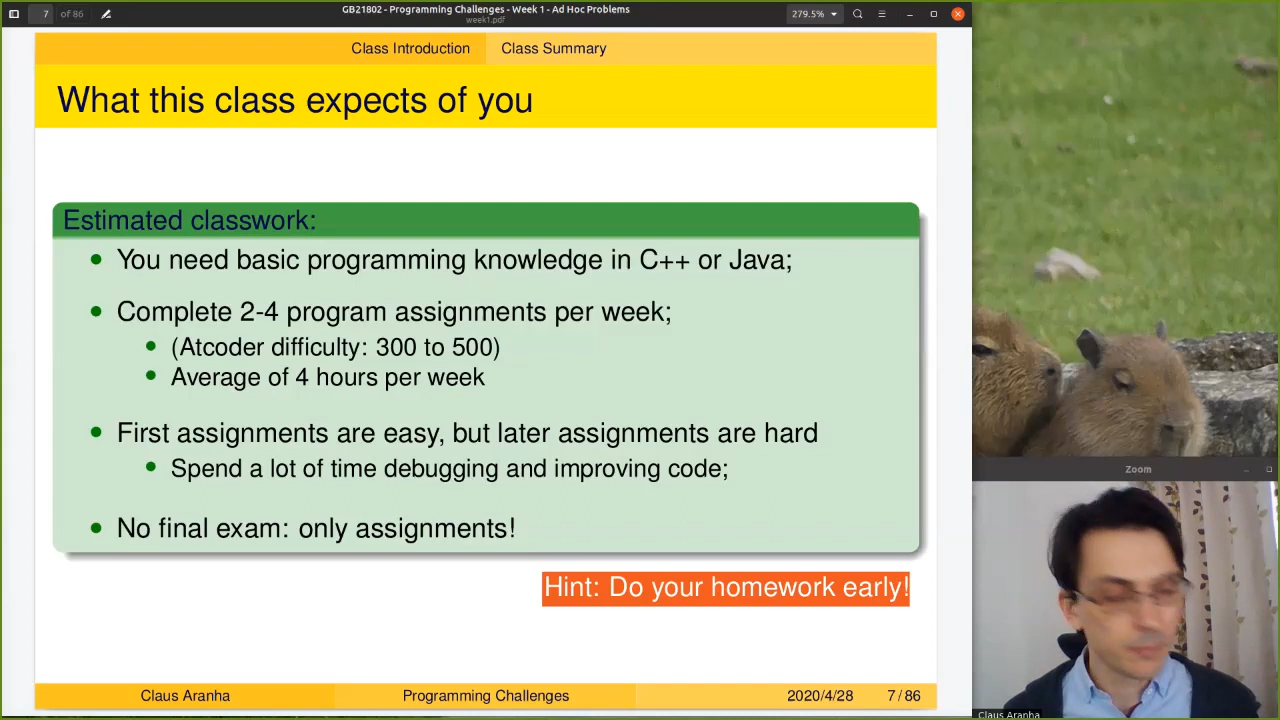 7 of 86
GB21802 - Programming Challenges - Week 1 - Ad Hoc Problems
week1.pdf
279.5%
Class Introduction Class Summary
What this class expects of you
Estimated classwork:
You need basic programming knowledge in C++ or Java;
Complete 2-4 program assignments per week;
(Atcoder difficulty: 300 to 500)
Average of 4 hours per week
First assignments are easy, but later assignments are hard
Spend a lot of time debugging and improving code;
No final exam: only assignments!
Hint: Do your homework early!
Claus Aranha Programming Challenges 2020/4/28 7/86
Zoom
Claus Aranha